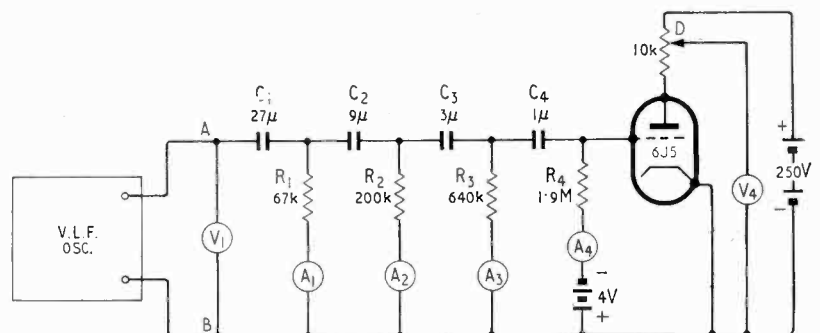 D
10k
C1
27µ
C2
9µ
C3
3µ
C4
1µ
A
6J5
+
250V
-
V.L.F.
OSC.
V1
R1
67k
R2
200k
R3
640k
R4
1·9M
V4
A1
A2
A3
A4
-
4V
+
B